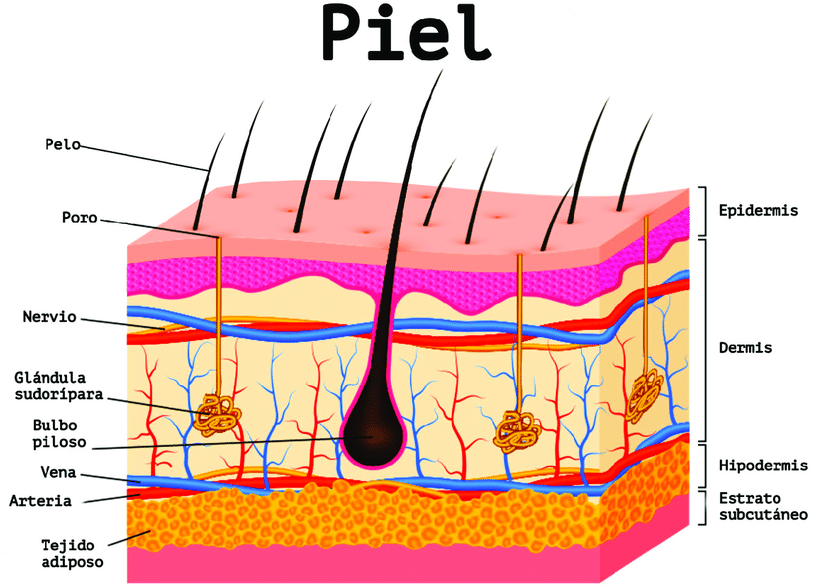 Piel
Pelo
Poro
Nervio
Glándula
sudorípara
Bulbo
piloso
Vena
Arteria
Tejido
adiposo
Epidermis
Dermis
Hipodermis
Estrato
subcutáneo